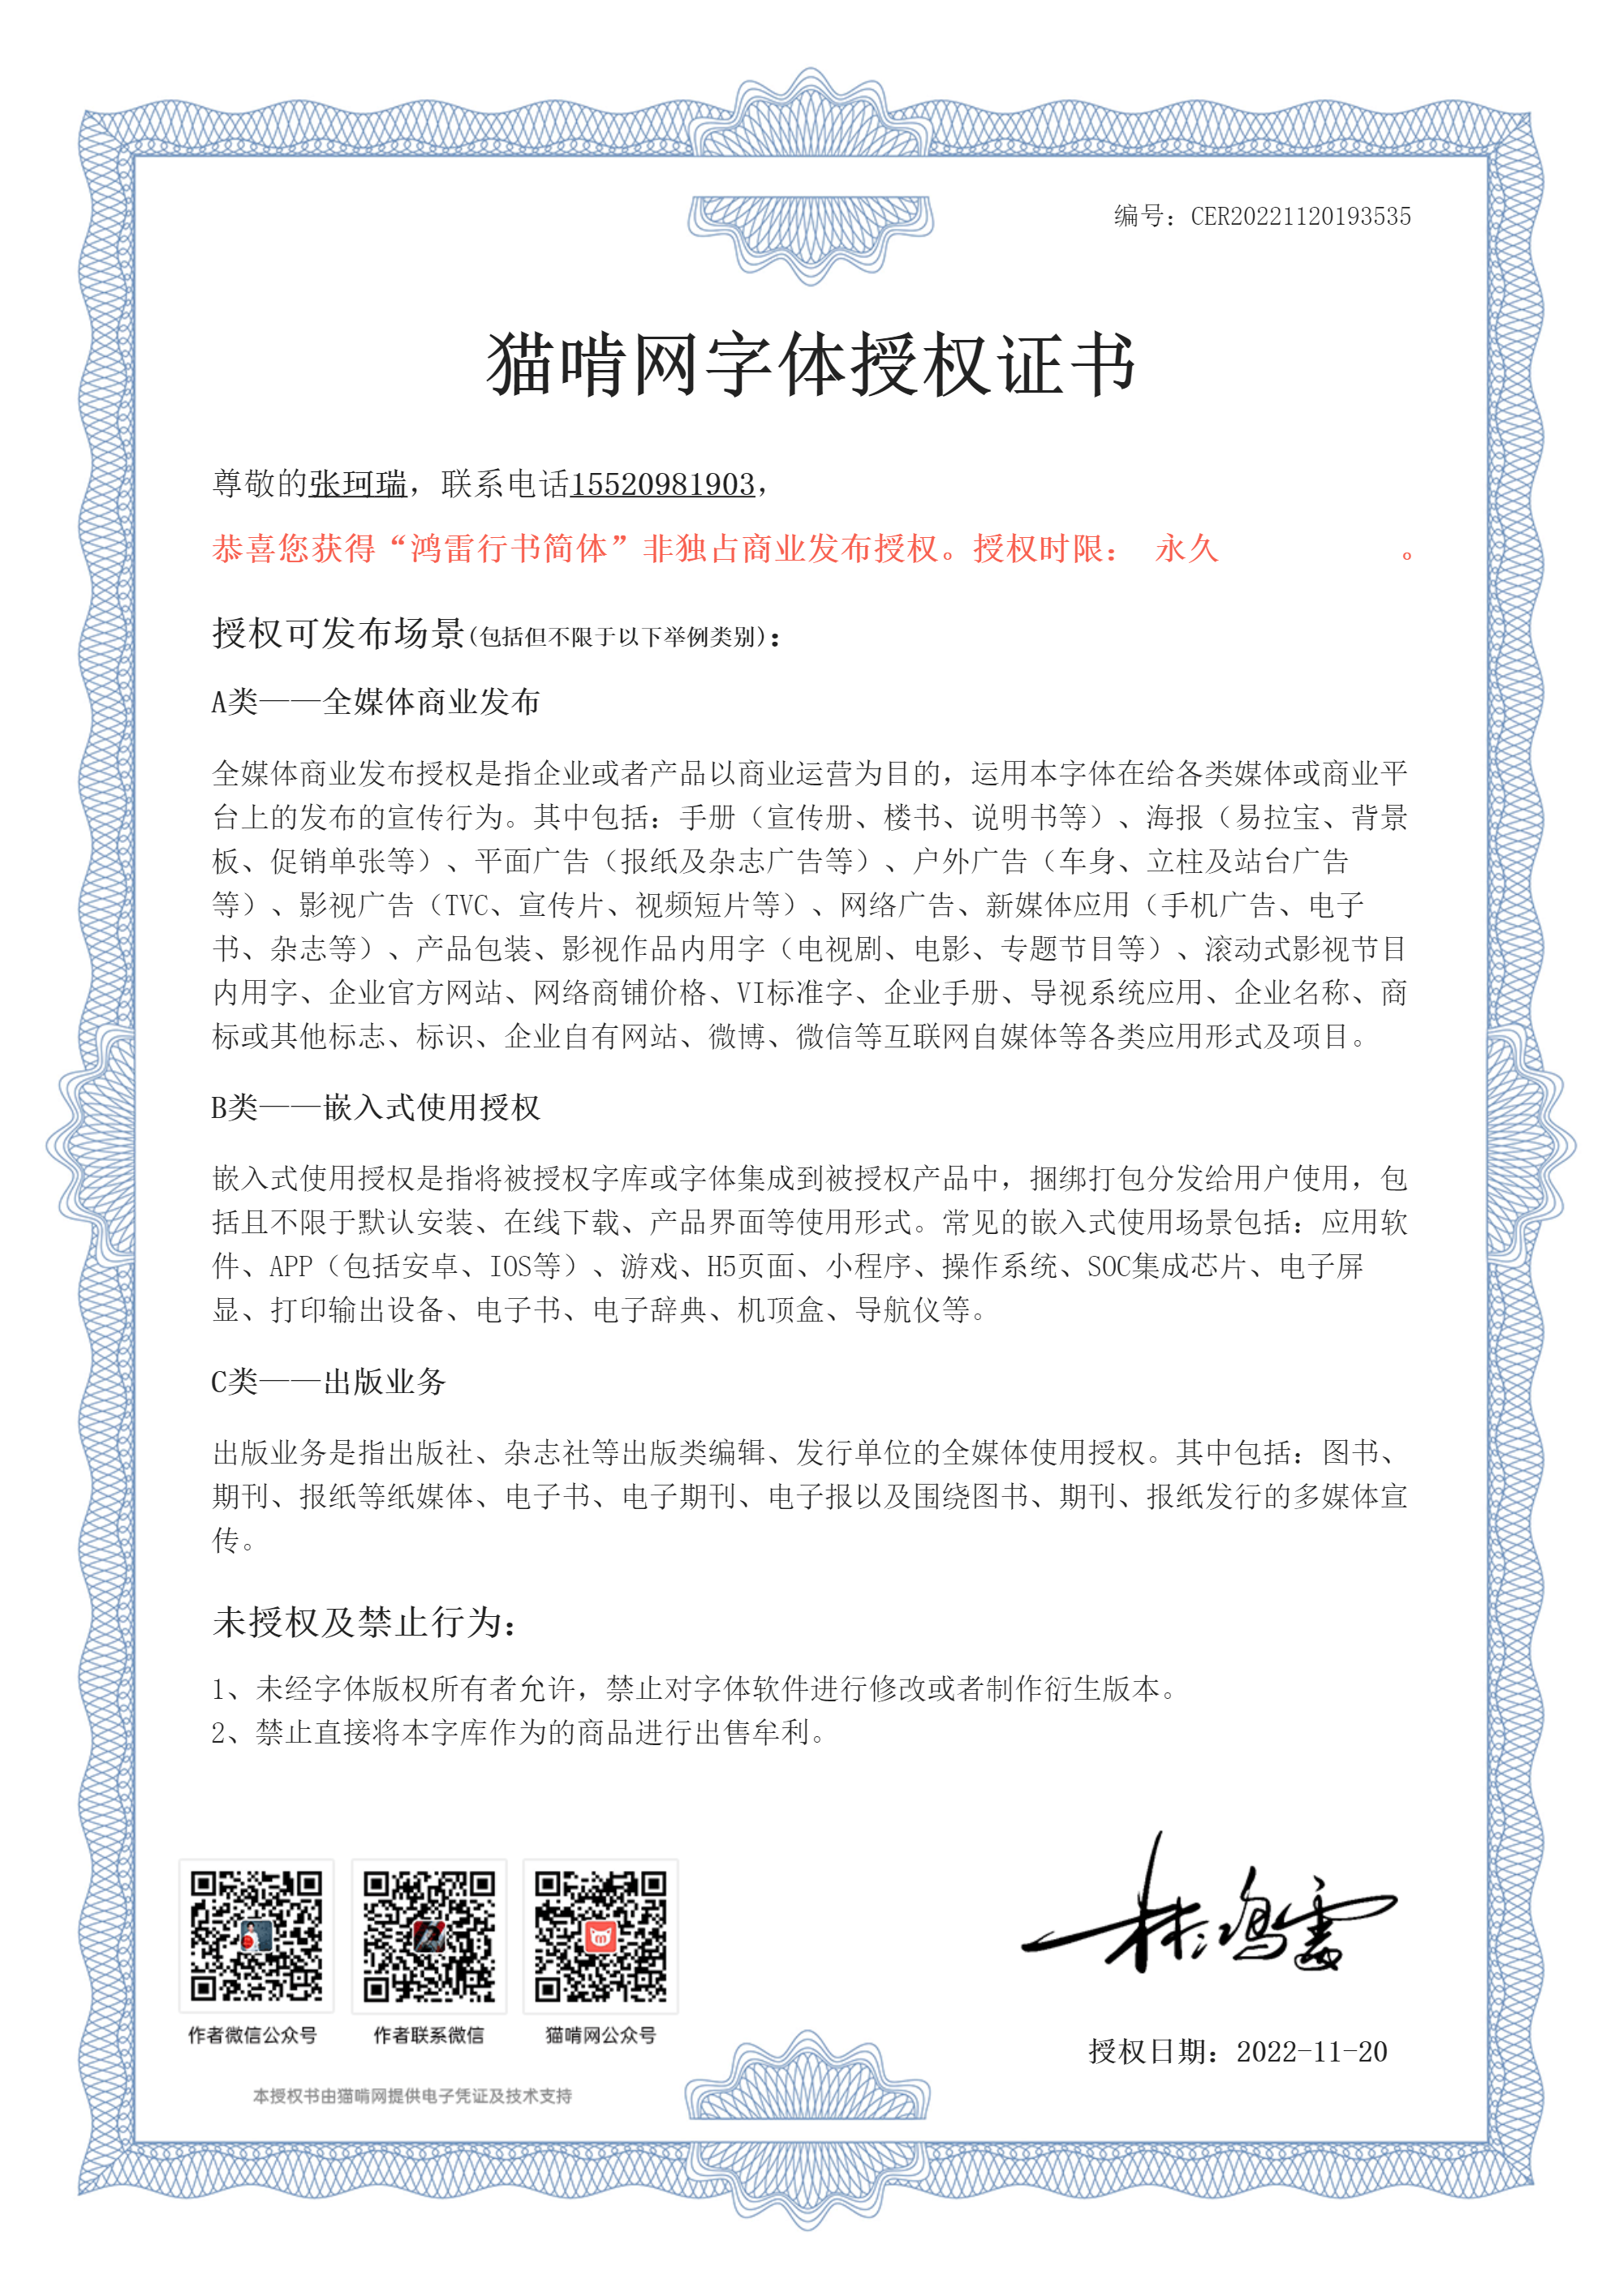 编号：CER20221120193535
猫啃网字体授权证书
尊敬的张珂瑞，联系电话15520981903，
恭喜您获得“鸿雷行书简体”非独占商业发布授权。授权时限： 永久 。
授权可发布场景(包括但不限于以下举例类别)：
A类——全媒体商业发布
全媒体商业发布授权是指企业或者产品以商业运营为目的，运用本字体在给各类媒体或商业平
台上的发布的宣传行为。其中包括：手册（宣传册、楼书、说明书等）、海报（易拉宝、背景
板、促销单张等）、平面广告（报纸及杂志广告等）、户外广告（车身、立柱及站台广告
等）、影视广告（TVC、宣传片、视频短片等）、网络广告、新媒体应用（手机广告、电子
书、杂志等）、产品包装、影视作品内用字（电视剧、电影、专题节目等）、滚动式影视节目
内用字、企业官方网站、网络商铺价格、VI标准字、企业手册、导视系统应用、企业名称、商
标或其他标志、标识、企业自有网站、微博、微信等互联网自媒体等各类应用形式及项目。
B类——嵌入式使用授权
嵌入式使用授权是指将被授权字库或字体集成到被授权产品中，捆绑打包分发给用户使用，包
括且不限于默认安装、在线下载、产品界面等使用形式。常见的嵌入式使用场景包括：应用软
件、APP（包括安卓、IOS等）、游戏、H5页面、小程序、操作系统、SOC集成芯片、电子屏
显、打印输出设备、电子书、电子辞典、机顶盒、导航仪等。
C类——出版业务
出版业务是指出版社、杂志社等出版类编辑、发行单位的全媒体使用授权。其中包括：图书、
期刊、报纸等纸媒体、电子书、电子期刊、电子报以及围绕图书、期刊、报纸发行的多媒体宣
传。
未授权及禁止行为：
1、未经字体版权所有者允许，禁止对字体软件进行修改或者制作衍生版本。
2、禁止直接将本字库作为的商品进行出售牟利。
林鸿雷
作者微信公众号 作者联系微信 猫啃网公众号
授权日期：2022-11-20
本授权书由猫啃网提供电子凭证及技术支持